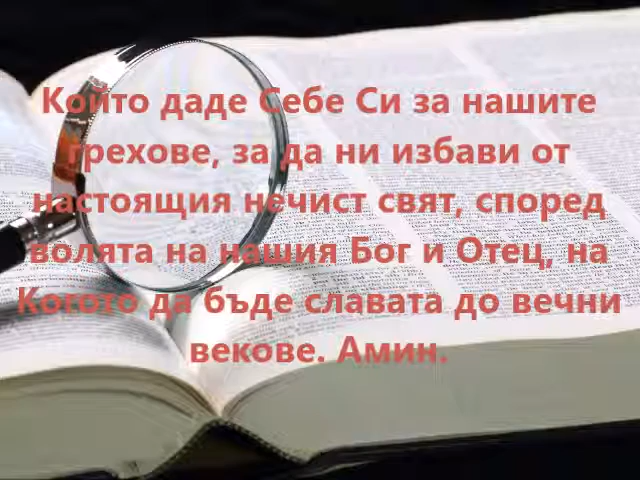 Който даде Себе Си за нашите
грехове, за да ни избави от
настоящия нечист свят, според
волята на нашия Бог и Отец, на
Когото да бъде славата до вечни
векове. Амин.